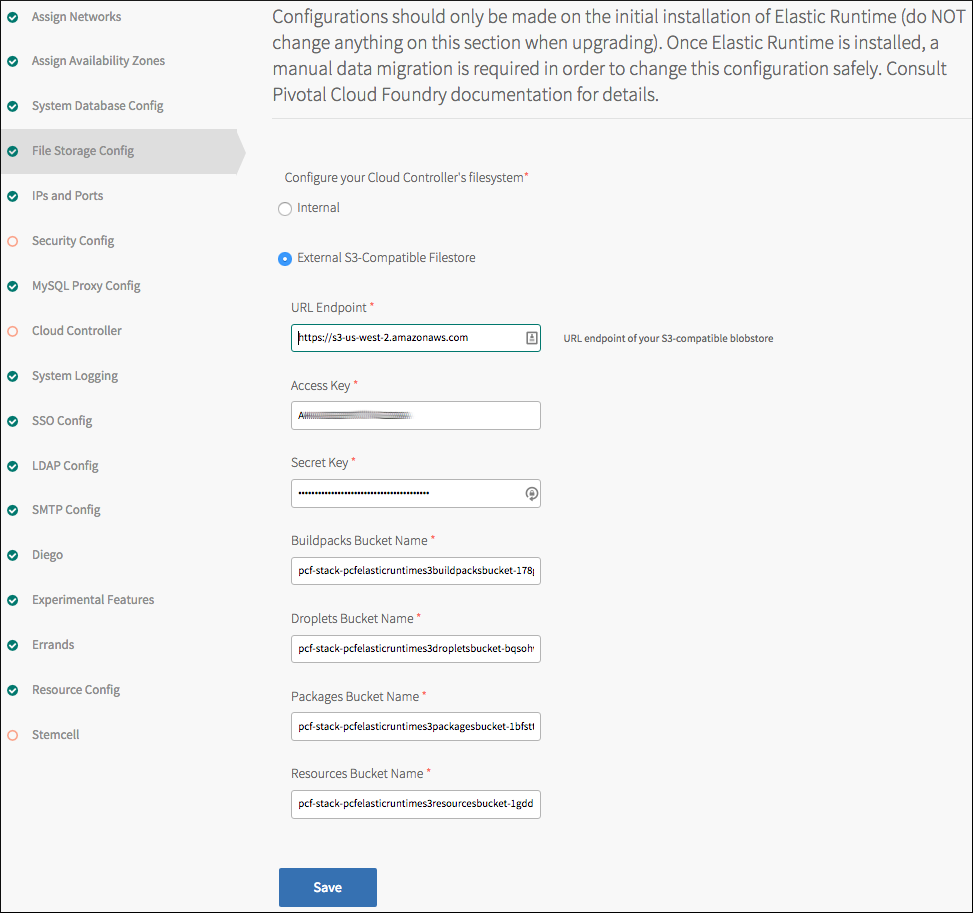 Assign Networks
Assign Availability Zones
System Database Config
File Storage Config
IPs and Ports
Security Config
MySQL Proxy Config
Cloud Controller
System Logging
SSO Config
LDAP Config
SMTP Config
Diego
Experimental Features
Errands
Resource Config
Stemcell
Configurations should only be made on the initial installation of Elastic Runtime (do NOT
change anything on this section when upgrading). Once Elastic Runtime is installed, a
manual data migration is required in order to change this configuration safely. Consult
Pivotal Cloud Foundry documentation for details.
Configure your Cloud Controller's filesystem*
Internal
External S3-Compatible Filestore
URL Endpoint *
https://s3-us-west-2.amazonaws.com
URL endpoint of your S3-compatible blobstore
Access Key *
Secret Key *
Buildpacks Bucket Name *
pcf-stack-pcfelasticruntimes3buildpacksbucket-178p
Droplets Bucket Name *
pcf-stack-pcfelasticruntimes3dropletsbucket-bqsoh
Packages Bucket Name *
pcf-stack-pcfelasticruntimes3packagesbucket-1bfst
Resources Bucket Name *
pcf-stack-pcfelasticruntimes3resourcesbucket-1gdd
Save